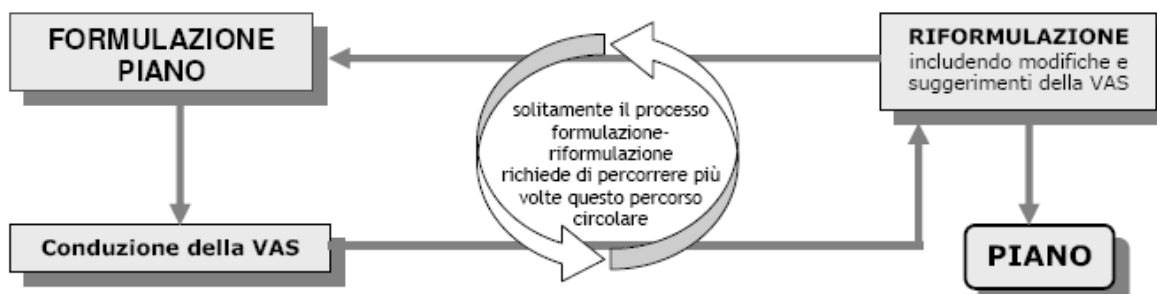 FORMULAZIONE
PIANO
RIFORMULAZIONE
includendo modifiche e
suggerimenti della VAS
solitamente il processo
formulazione-
riformulazione
richiede di percorrere più
volte questo percorso
circolare
Conduzione della VAS
PIANO